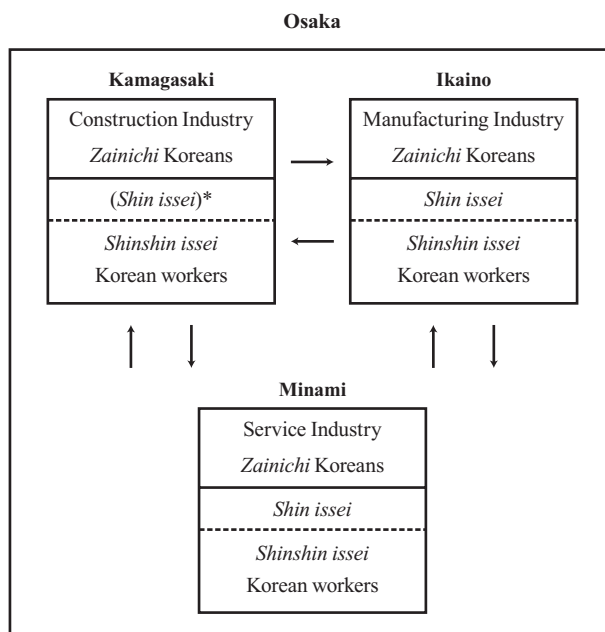 Osaka
Kamagasaki
Construction Industry
Zainichi Koreans
(Shin issei)*
Shinshin issei
Korean workers
Ikaino
Manufacturing Industry
Zainichi Koreans
Shin issei
Shinshin issei
Korean workers
Minami
Service Industry
Zainichi Koreans
Shin issei
Shinshin issei
Korean workers